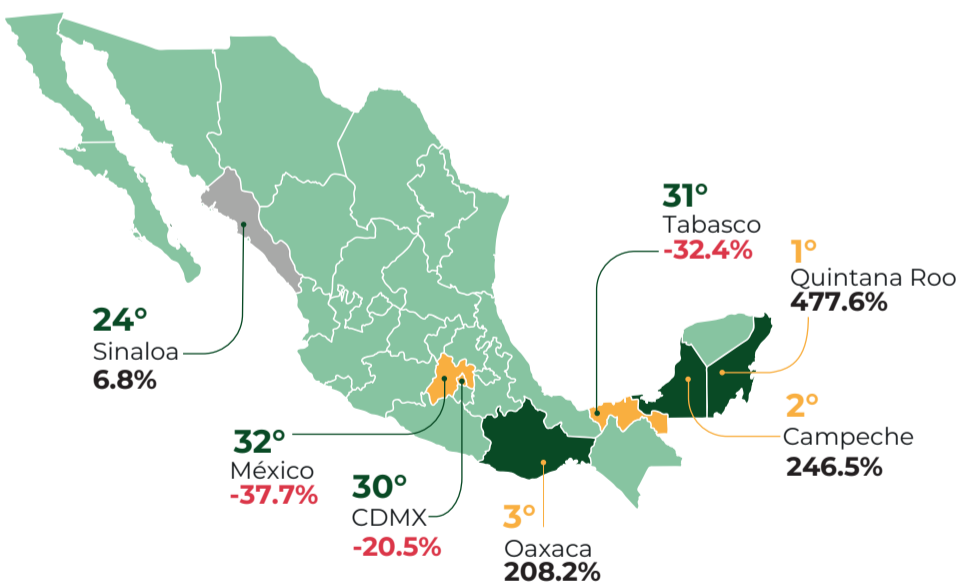 31°
Tabasco
-32.4%
1°
Quintana Roo
477.6%
24°
Sinaloa
6.8%
2°
Campeche
246.5%
32°
México
-37.7%
30°
CDMX
-20.5%
3°
Oaxaca
208.2%